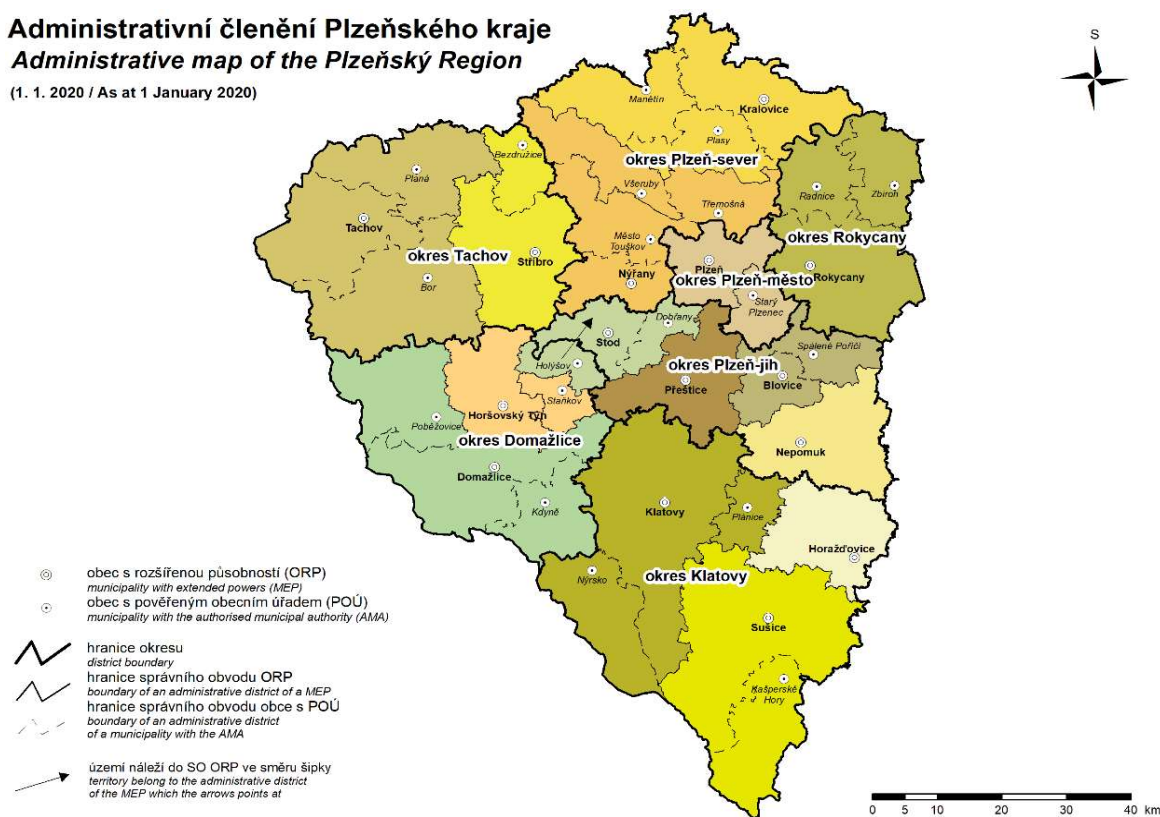 Administrativní členění Plzeňského kraje
Administrative map of the Plzeňský Region
(1. 1. 2020 / As at 1 January 2020)
S
Manětín
Kralovice
Plasy
Bezdružice
okres Plzeň-sever
Planá
Všeruby
Radnice
Zbiroh
Třemošná
Tachov
Město
Touškov
okres Rokycany
okres Tachov
Stříbro
Plzeň
Rokycany
Bor
Nýřany
okres Plzeň-město
Starý
Plzenec
Dobřany
Stod
Spálené Poříčí
Holýšov
okres Plzeň-jih
Blovice
Přeštice
Staňkov
Horšovský Týn
Poběžovice
okres Domažlice
Nepomuk
Domažlice
Kdyně
Klatovy
Plánice
Horažďovice
Nýrsko
okres Klatovy
Sušice
Kašperské
Hory
obec s rozšířenou působností (ORP)
municipality with extended powers (MEP)
obec s pověřeným obecním úřadem (POÚ)
municipality with the authorised municipal authority (AMA)
hranice okresu
district boundary
hranice správního obvodu ORP
boundary of an administrative district of a MEP
hranice správního obvodu obce s POÚ
boundary of an administrative district
of a municipality with the AMA
území náleží do SO ORP ve směru šipky
territory belong to the administrative district
of the MEP which the arrows points at
0 5 10 20 30 40 km